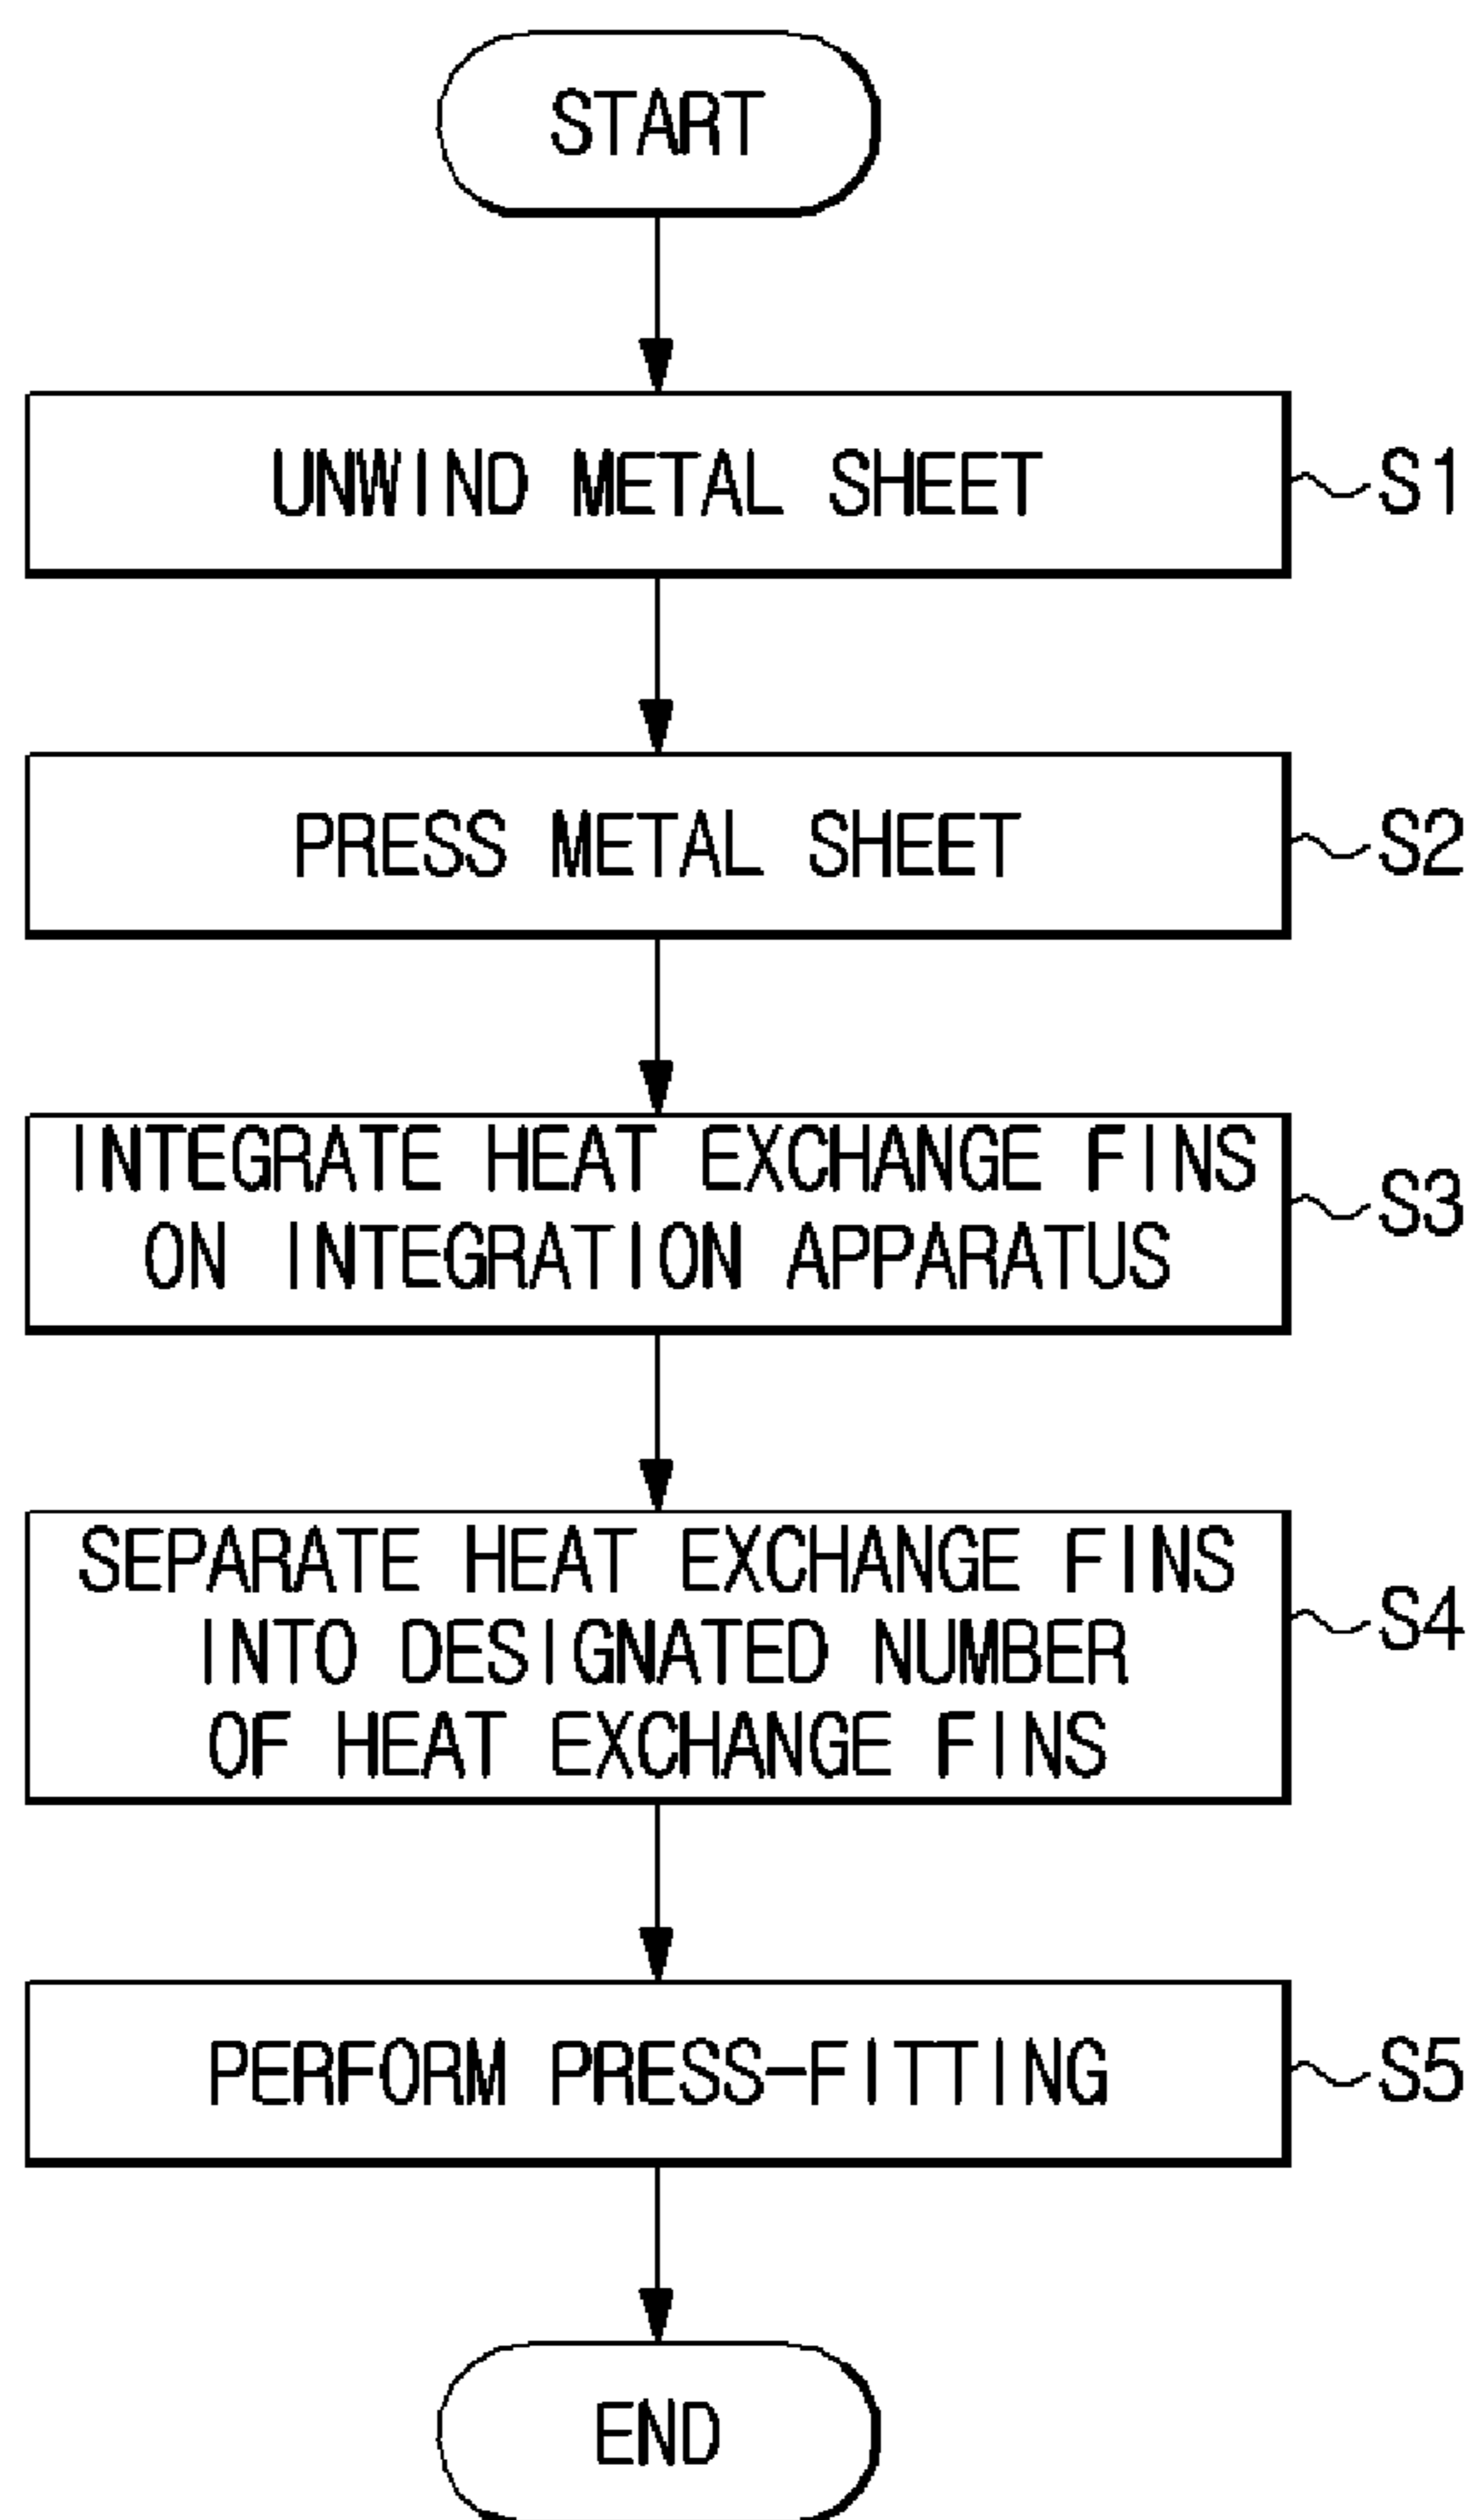 START
UNWIND METAL SHEET
S1
PRESS METAL SHEET
S2
INTEGRATE HEAT EXCHANGE FINS
ON INTEGRATION APPARATUS
S3
SEPARATE HEAT EXCHANGE FINS
INTO DESIGNATED NUMBER
OF HEAT EXCHANGE FINS
S4
PERFORM PRESS-FITTING
S5
END